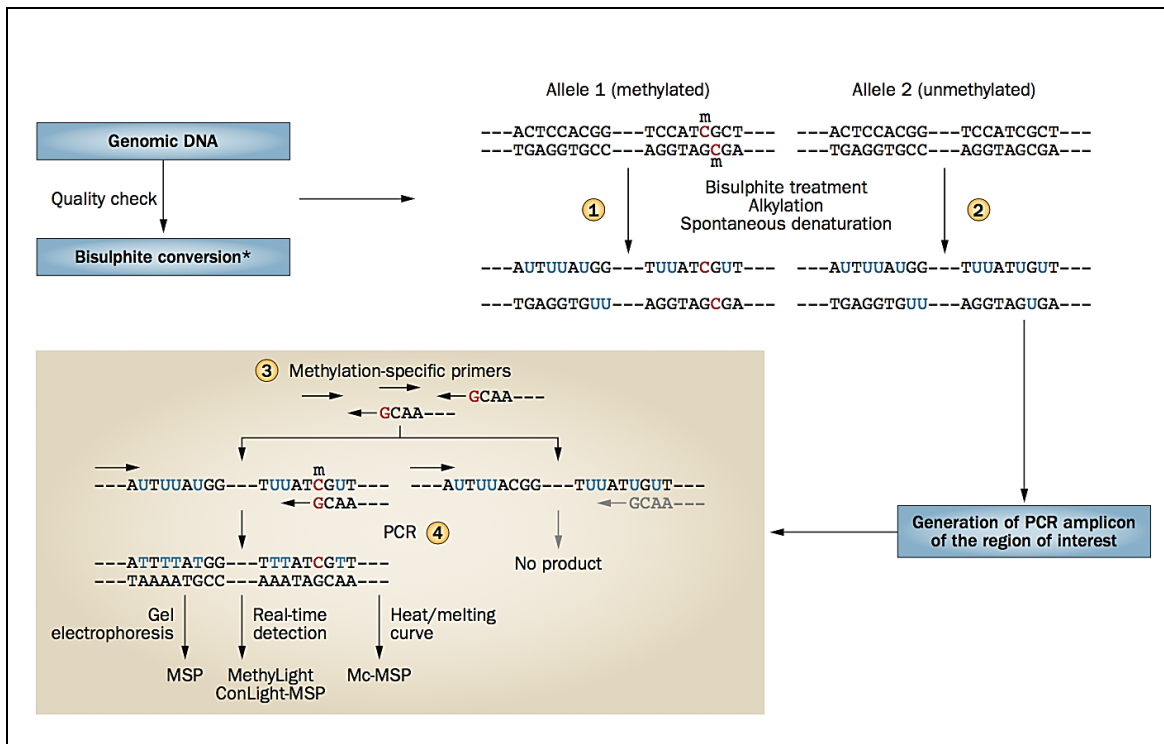 Allele 1 (methylated)
Allele 2 (unmethylated)
m
---ACTCCACGG---TCCATCGCT---
---TGAGGTGCC---AGGTAGCGA---
m
---ACTCCACGG---TCCATCGCT---
---TGAGGTGCC---AGGTAGCGA---
Genomic DNA
Quality check
Bisulphite conversion*
1
Bisulphite treatment
Alkylation
Spontaneous denaturation
2
---AUTUUAUGG---TUUATCGUT---
---TGAGGTGUU---AGGTAGCGA---
---AUTUUAUGG---TUUATUGUT---
---TGAGGTGUU---AGGTAGUGA---
3 Methylation-specific primers
GCAA---
GCAA---
m
---AUTUUAUGG---TUUATCGUT---
GCAA---
---AUTUUACGG---TUUATUGUT---
GCAA---
PCR 4
No product
---ATTTTATGG---TTTATCGTT---
---TAAAATGCC---AAATAGCAA---
Gel
electrophoresis
Real-time
detection
Heat/melting
curve
MSP
MethyLight
ConLight-MSP
Mc-MSP
Generation of PCR amplicon
of the region of interest